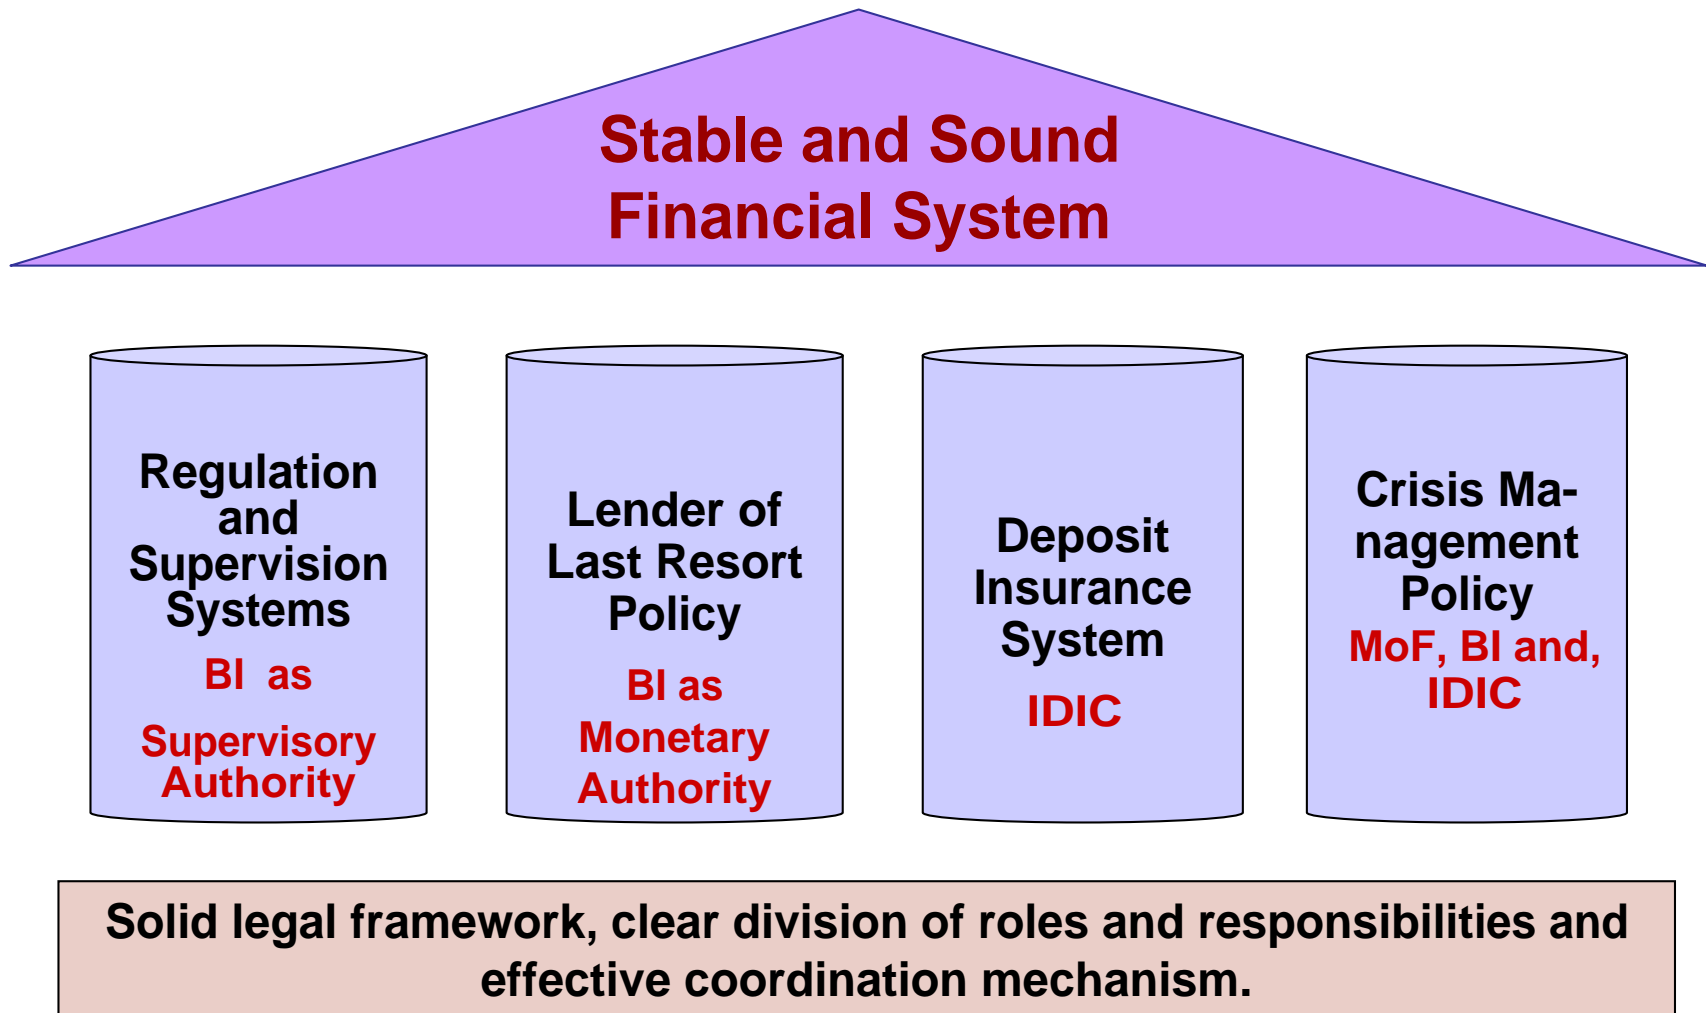 Stable and Sound
Financial System
Regulation
and
Supervision
Systems
BI as
Supervisory
Authority
Lender of
Last Resort
Policy
BI as
Monetary
Authority
Deposit
Insurance
System
IDIC
Crisis Ma-
nagement
Policy
MoF, BI and,
IDIC
Solid legal framework, clear division of roles and responsibilities and
effective coordination mechanism.